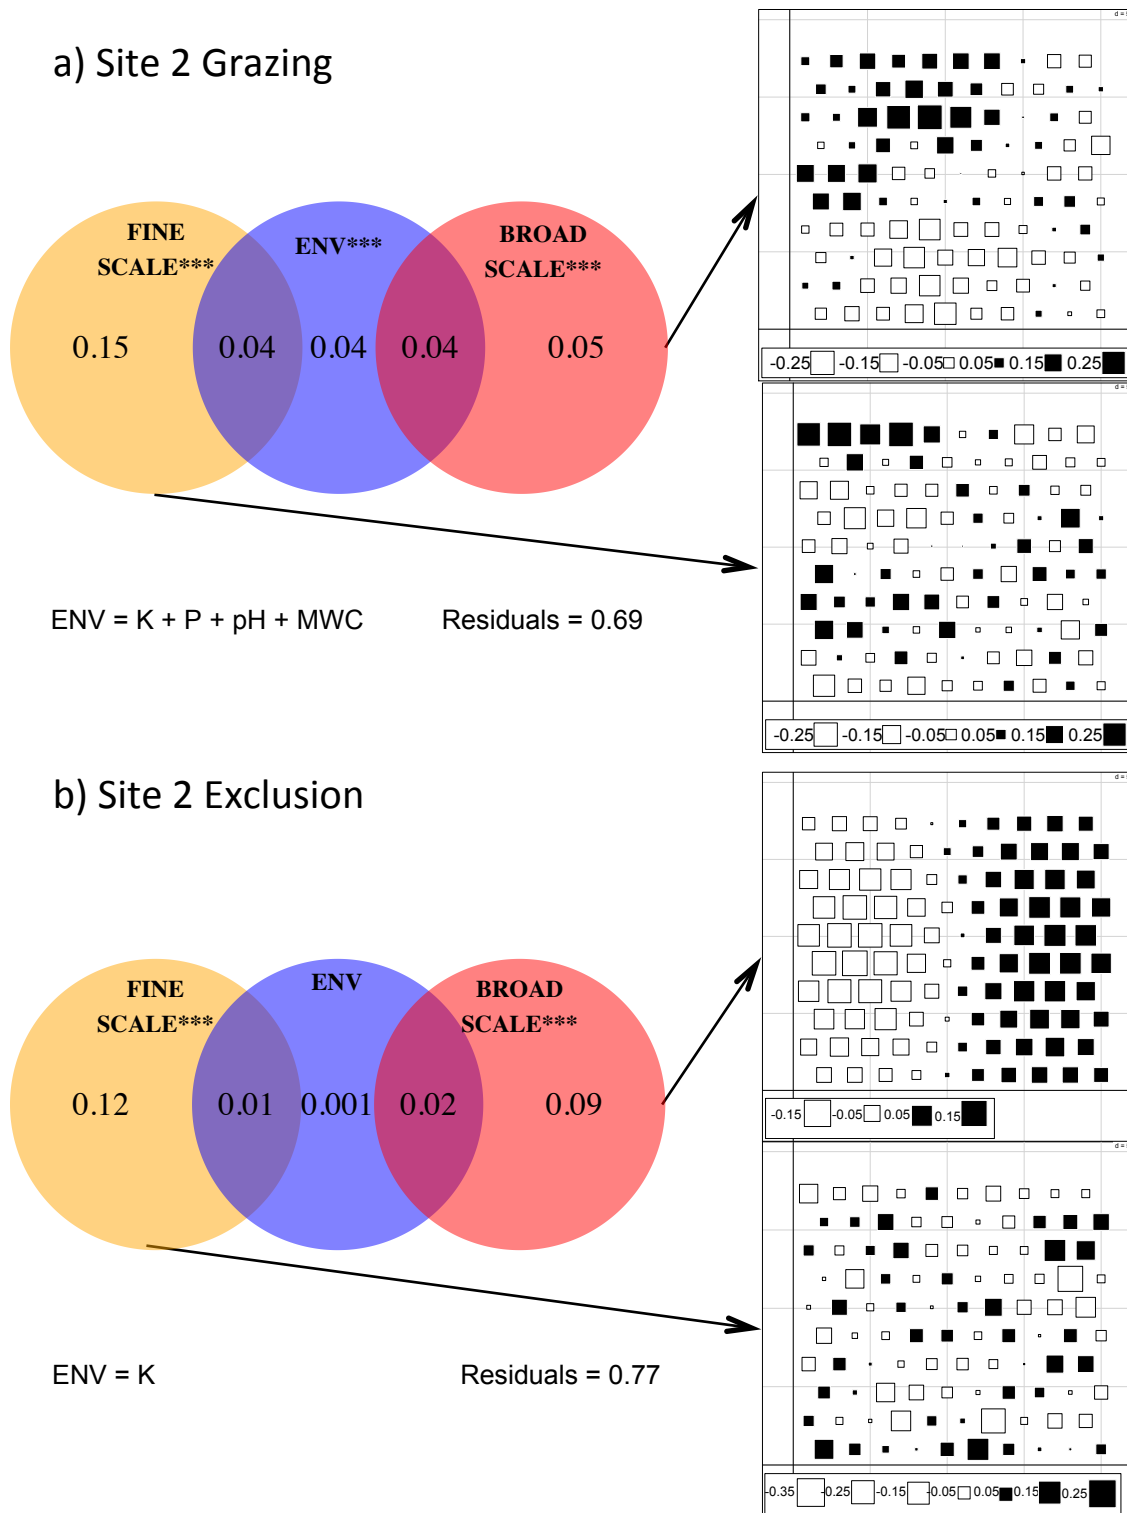 a) Site 2 Grazing
FINE
SCALE***
ENV***
BROAD
SCALE***
0.15
0.04
0.04
0.04
0.05
ENV = K + P + pH + MWC
Residuals = 0.69
-0.25 -0.15 -0.05 0.05 0.15 0.25
-0.25 -0.15 -0.05 0.05 0.15 0.25
b) Site 2 Exclusion
FINE
SCALE***
ENV
BROAD
SCALE***
0.12
0.01
0.001
0.02
0.09
ENV = K
Residuals = 0.77
-0.15 -0.05 0.05 0.15
-0.35 -0.25 -0.15 -0.05 0.05 0.15 0.25